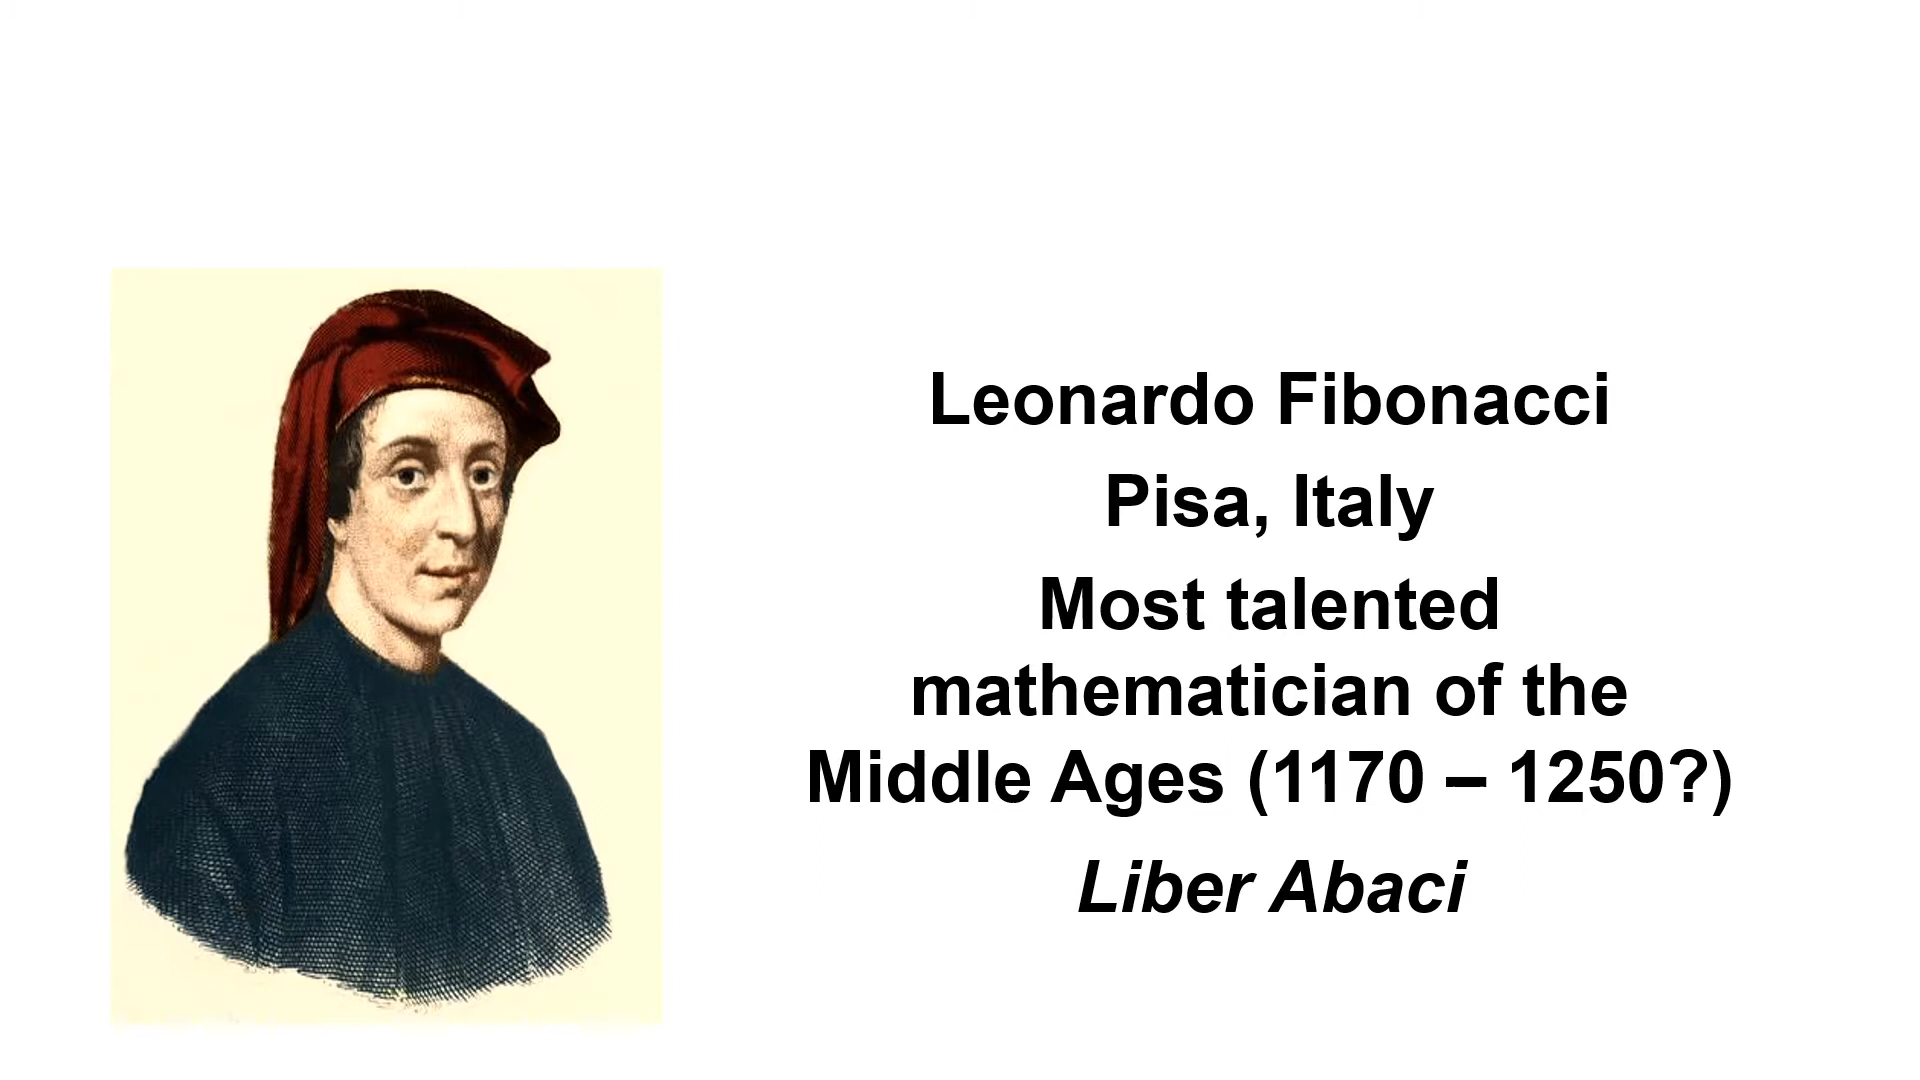 Leonardo Fibonacci
Pisa, Italy
Most talented
mathematician of the
Middle Ages (1170 – 1250?)
Liber Abaci